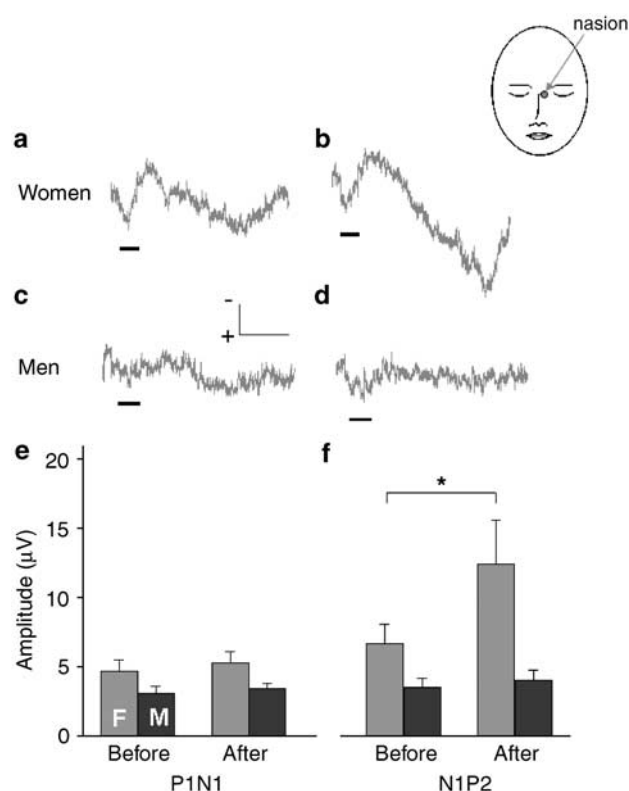 nasion
a b
Women
c - d
+
Men
e f
20
*
15
10
5
0
Amplitude (µV)
F M
Before After Before After
P1N1 N1P2